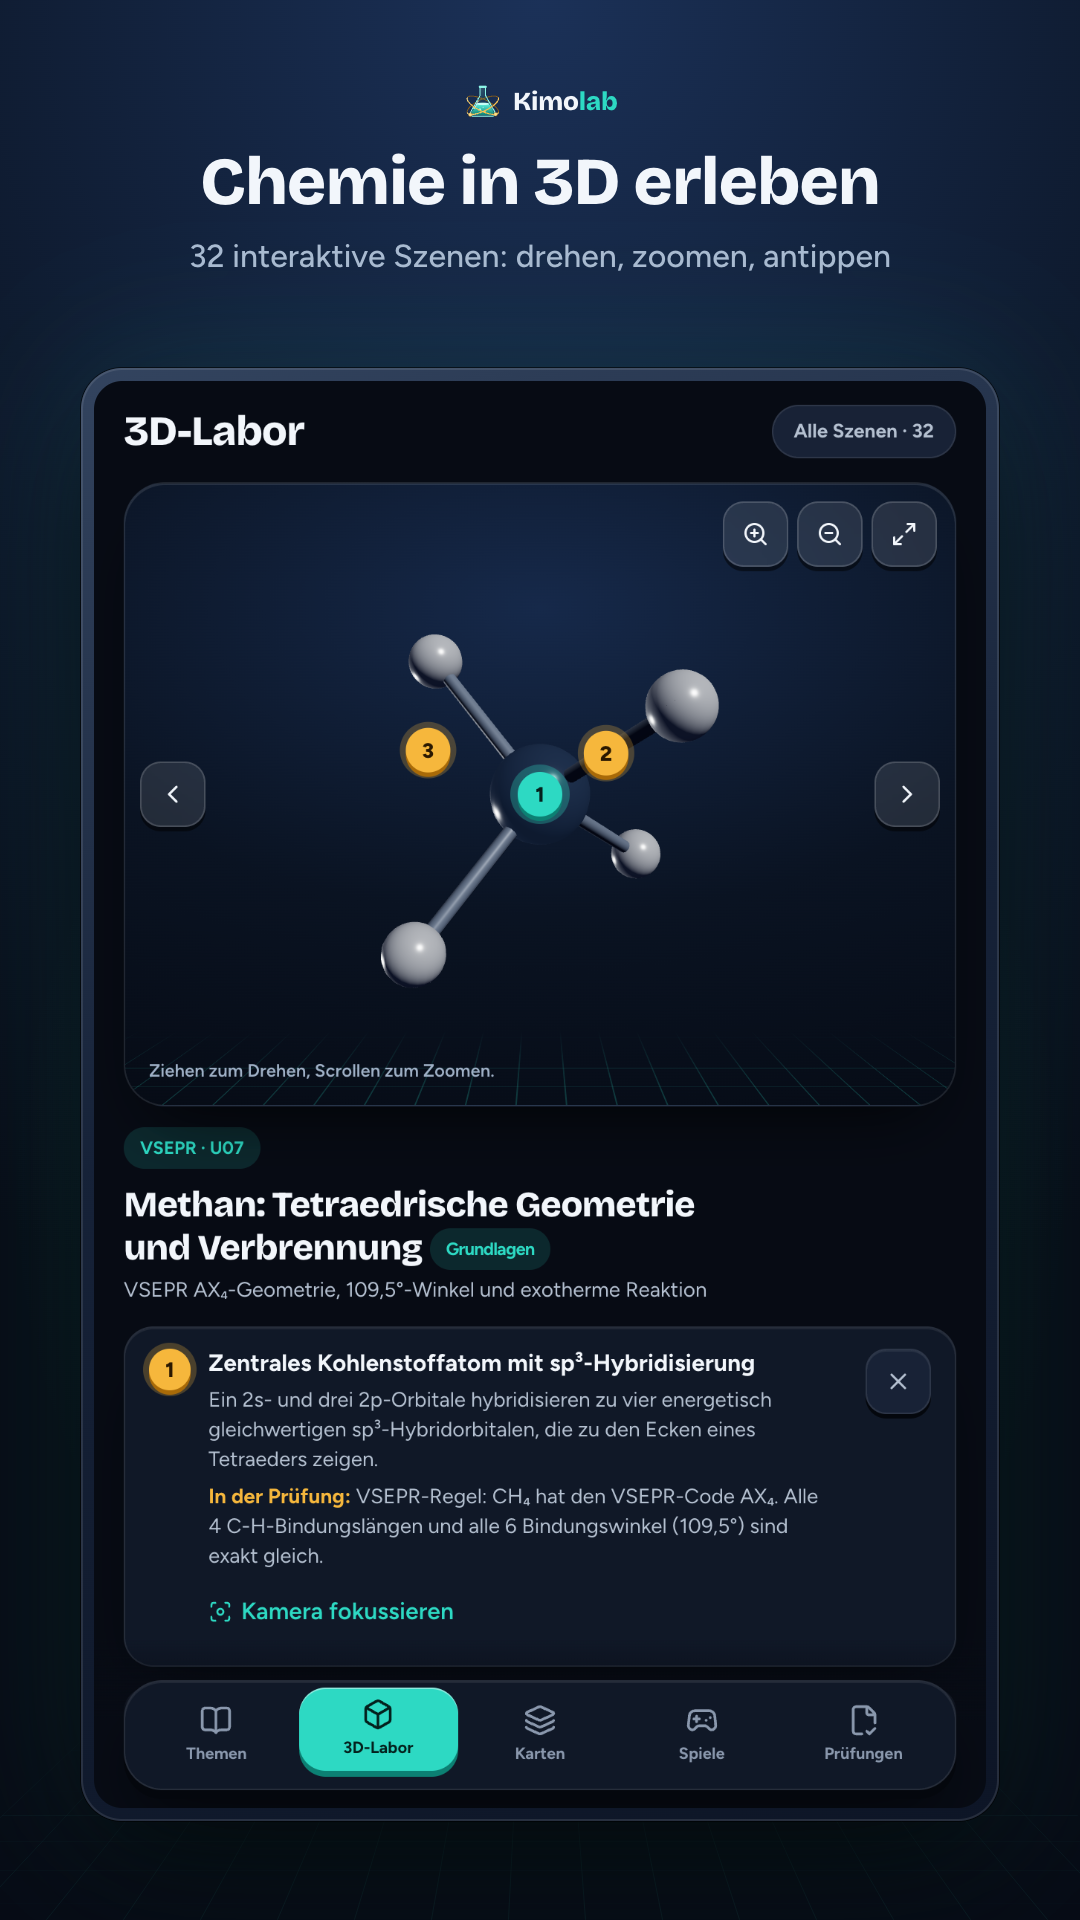 Kimolab
Chemie in 3D erleben
32 interaktive Szenen: drehen, zoomen, antippen
3D-Labor
Alle Szenen · 32
3
2
1
Ziehen zum Drehen, Scrollen zum Zoomen.
VSEPR · U07
Methan: Tetraedrische Geometrie
und Verbrennung Grundlagen
VSEPR AX₄-Geometrie, 109,5°-Winkel und exotherme Reaktion
1 Zentrales Kohlenstoffatom mit sp³-Hybridisierung
Ein 2s- und drei 2p-Orbitale hybridisieren zu vier energetisch
gleichwertigen sp³-Hybridorbitalen, die zu den Ecken eines
Tetraeders zeigen.
In der Prüfung: VSEPR-Regel: CH₄ hat den VSEPR-Code AX₄. Alle
4 C-H-Bindungslängen und alle 6 Bindungswinkel (109,5°) sind
exakt gleich.
Kamera fokussieren
Themen
3D-Labor
Karten
Spiele
Prüfungen